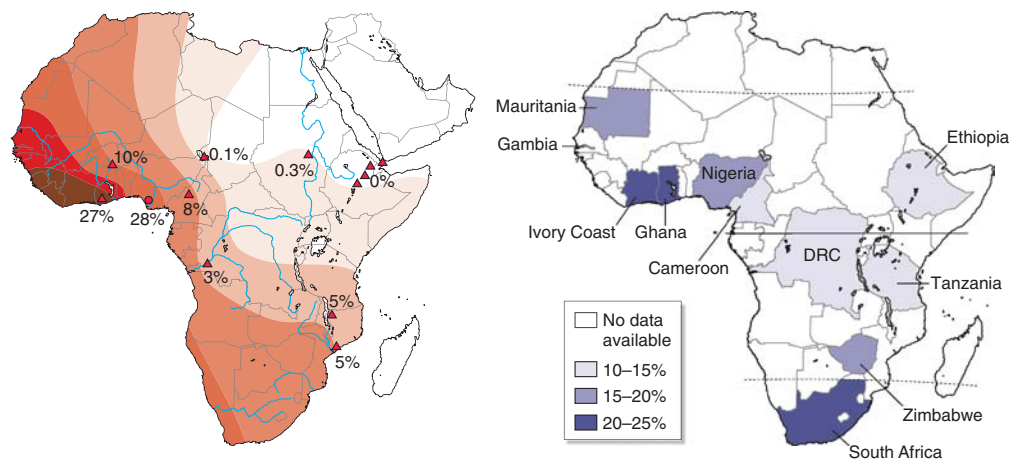 10%
0.1%
0.3%
0%
27%
28%
8%
3%
5%
5%
Mauritania
Gambia
Ethiopia
Nigeria
Ivory Coast
Ghana
Cameroon
DRC
Tanzania
Zimbabwe
South Africa
No data
available
10–15%
15–20%
20–25%